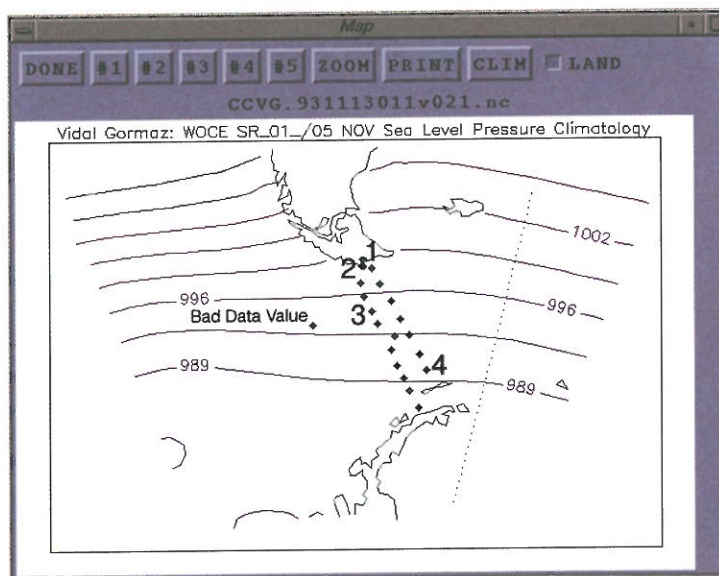 Map
DONE #1 #2 #3 #4 #5 ZOOM PRINT CLIM LAND
CCVG.931113011v021.nc
Vidal Gormaz: WOCE SR_01_/05 NOV Sea Level Pressure Climatology
1002
1
2
996
996
Bad Data Value
3
4
989
989